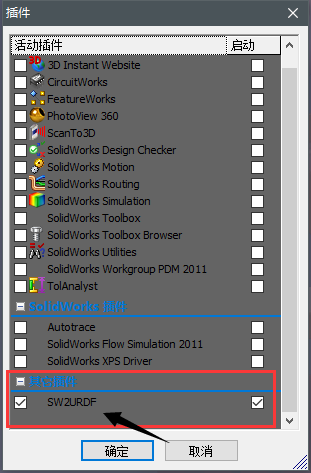 插件
活动插件 启动
3D Instant Website
CircuitWorks
FeatureWorks
PhotoView 360
ScanTo3D
SolidWorks Design Checker
SolidWorks Motion
SolidWorks Routing
SolidWorks Simulation
SolidWorks Toolbox
SolidWorks Toolbox Browser
SolidWorks Utilities
SolidWorks Workgroup PDM 2011
TolAnalyst
SolidWorks 插件
Autotrace
SolidWorks Flow Simulation 2011
SolidWorks XPS Driver
其它插件
SW2URDF
确定 取消